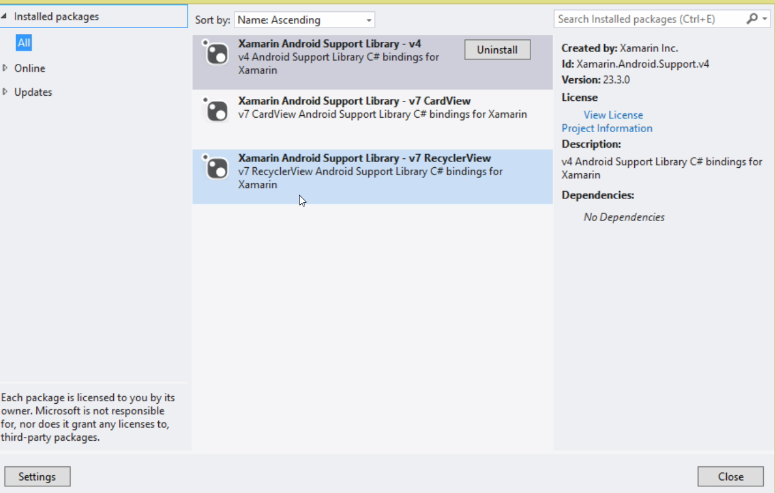 Installed packages
All
Online
Updates
Each package is licensed to you by its
owner. Microsoft is not responsible
for, nor does it grant any licenses to,
third-party packages.
Settings
Sort by: Name: Ascending
Xamarin Android Support Library - v4
v4 Android Support Library C# bindings for
Xamarin
Uninstall
Xamarin Android Support Library - v7 CardView
v7 CardView Android Support Library C# bindings for Xamarin
Xamarin Android Support Library - v7 RecyclerView
v7 RecyclerView Android Support Library C# bindings for
Xamarin
Search Installed packages (Ctrl+E)
Created by: Xamarin Inc.
Id: Xamarin.Android.Support.v4
Version: 23.3.0
License
View License
Project Information
Description:
v4 Android Support Library C# bindings for
Xamarin
Dependencies:
No Dependencies
Close